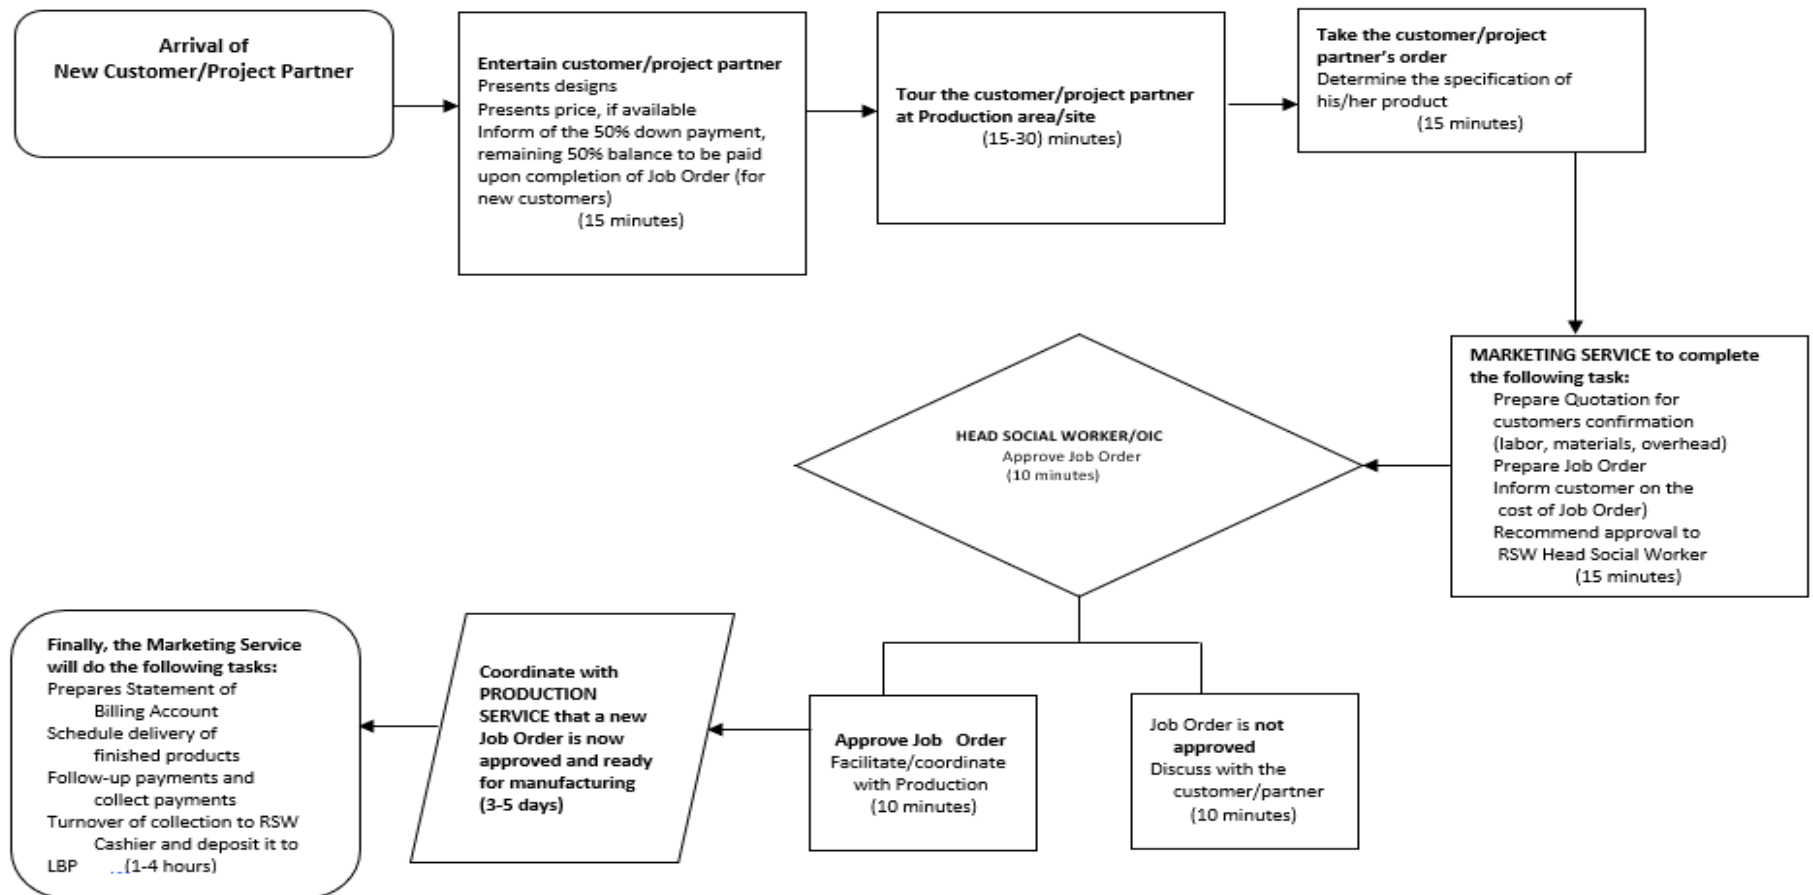 Arrival of
New Customer/Project Partner
Entertain customer/project partner
Presents designs
Presents price, if available
Inform of the 50% down payment,
remaining 50% balance to be paid
upon completion of Job Order (for
new customers)
(15 minutes)
Tour the customer/project partner
at Production area/site
(15-30) minutes)
Take the customer/project
partner's order
Determine the specification of
his/her product
(15 minutes)
MARKETING SERVICE to complete
the following task:
Prepare Quotation for
customers confirmation
(labor, materials, overhead)
Prepare Job Order
Inform customer on the
cost of Job Order)
Recommend approval to
RSW Head Social Worker
(15 minutes)
HEAD SOCIAL WORKER/OIC
Approve Job Order
(10 minutes)
Approve Job Order
Facilitate/coordinate
with Production
(10 minutes)
Job Order is not
approved
Discuss with the
customer/partner
(10 minutes)
Coordinate with
PRODUCTION
SERVICE that a new
Job Order is now
approved and ready
for manufacturing
(3-5 days)
Finally, the Marketing Service
will do the following tasks:
Prepares Statement of
Billing Account
Schedule delivery of
finished products
Follow-up payments and
collect payments
Turnover of collection to RSW
Cashier and deposit it to
LBP (1-4 hours)